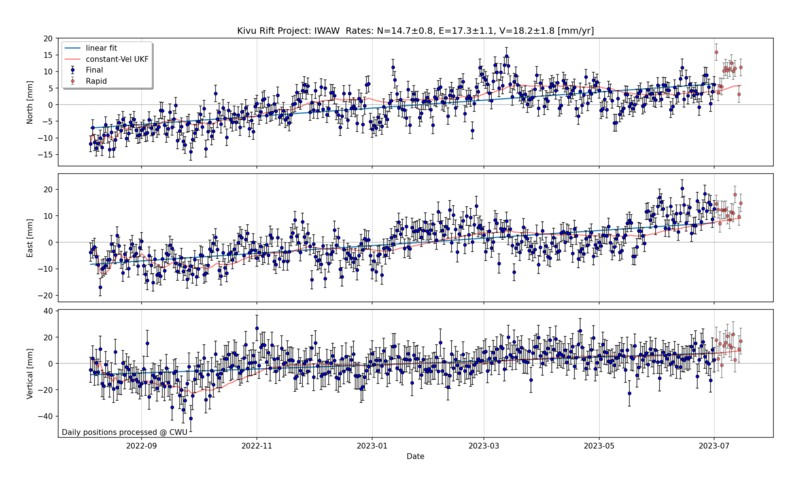 Kivu Rift Project: IWAW  Rates: N=14.7±0.8, E=17.3±1.1, V=18.2±1.8 [mm/yr]
linear fit
constant-Vel UKF
Final
Rapid
North [mm]
20
15
10
5
0
−5
−10
−15
East [mm]
20
10
0
−10
−20
Vertical [mm]
40
20
0
−20
−40
Daily positions processed @ CWU
2022-09
2022-11
2023-01
2023-03
2023-05
2023-07
Date